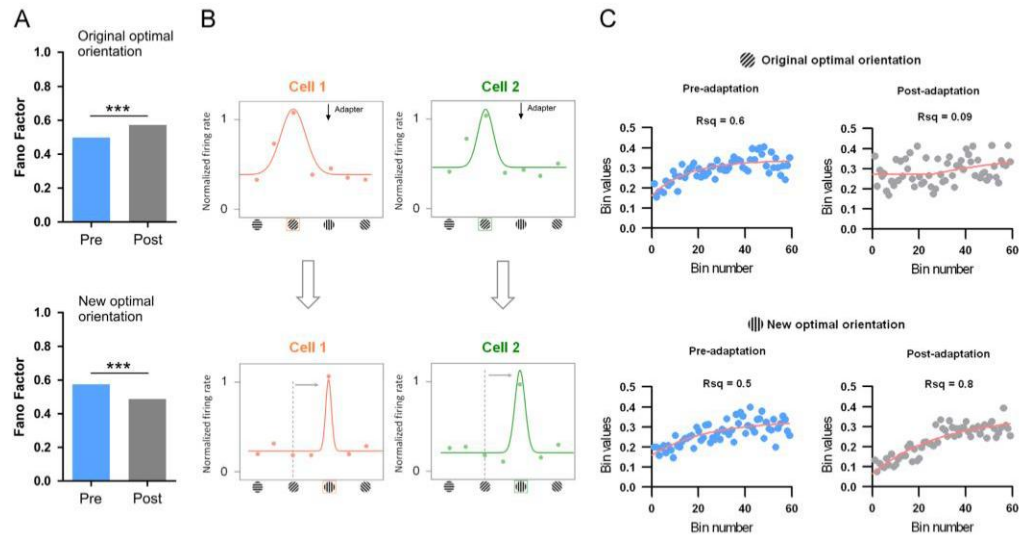 A
Original optimal
orientation
1.0
0.8
0.6
0.4
0.2
0.0
Fano Factor
***
Pre
Post
New optimal
orientation
1.0
0.8
0.6
0.4
0.2
0.0
Fano Factor
***
Pre
Post
B
Cell 1
Normalized firing rate
1
0
Adapter
Cell 2
Normalized firing rate
1
0
Adapter
Cell 1
Normalized firing rate
1
0
Cell 2
Normalized firing rate
1
0
C
Original optimal orientation
Pre-adaptation
Rsq = 0.6
Bin values
0.5
0.4
0.3
0.2
0.1
0.0
0 20 40 60
Bin number
Post-adaptation
Rsq = 0.09
Bin values
0.5
0.4
0.3
0.2
0.1
0.0
0 20 40 60
Bin number
New optimal orientation
Pre-adaptation
Rsq = 0.5
Bin values
0.5
0.4
0.3
0.2
0.1
0.0
0 20 40 60
Bin number
Post-adaptation
Rsq = 0.8
Bin values
0.5
0.4
0.3
0.2
0.1
0.0
0 20 40 60
Bin number